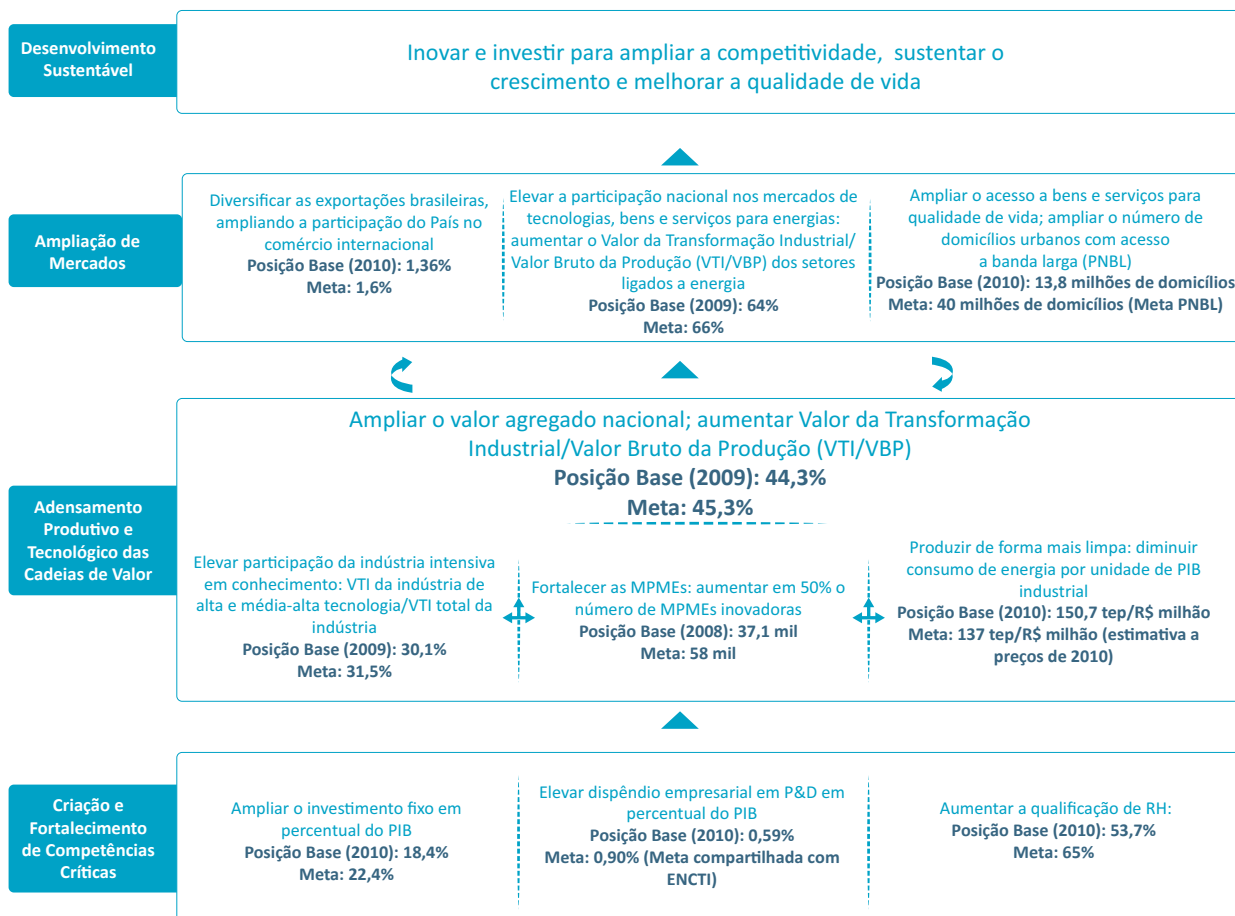 Desenvolvimento
Sustentável
Inovar e investir para ampliar a competitividade, sustentar o
crescimento e melhorar a qualidade de vida
Ampliação de
Mercados
Diversificar as exportações brasileiras,
ampliando a participação do País no
comércio internacional
Posição Base (2010): 1,36%
Meta: 1,6%
Elevar a participação nacional nos mercados de
tecnologias, bens e serviços para energias:
aumentar o Valor da Transformação Industrial/
Valor Bruto da Produção (VTI/VBP) dos setores
ligados a energia
Posição Base (2009): 64%
Meta: 66%
Ampliar o acesso a bens e serviços para
qualidade de vida; ampliar o número de
domicílios urbanos com acesso
a banda larga (PNBL)
Posição Base (2010): 13,8 milhões de domicílios
Meta: 40 milhões de domicílios (Meta PNBL)
Adensamento
Produtivo e
Tecnológico das
Cadeias de Valor
Ampliar o valor agregado nacional; aumentar Valor da Transformação
Industrial/Valor Bruto da Produção (VTI/VBP)
Posição Base (2009): 44,3%
Meta: 45,3%
Elevar participação da indústria intensiva
em conhecimento: VTI da indústria de
alta e média-alta tecnologia/VTI total da
indústria
Posição Base (2009): 30,1%
Meta: 31,5%
Fortalecer as MPMEs: aumentar em 50% o
número de MPMEs inovadoras
Posição Base (2008): 37,1 mil
Meta: 58 mil
Produzir de forma mais limpa: diminuir
consumo de energia por unidade de PIB
industrial
Posição Base (2010): 150,7 tep/R$ milhão
Meta: 137 tep/R$ milhão (estimativa a
preços de 2010)
Criação e
Fortalecimento
de Competências
Críticas
Ampliar o investimento fixo em
percentual do PIB
Posição Base (2010): 18,4%
Meta: 22,4%
Elevar dispêndio empresarial em P&D em
percentual do PIB
Posição Base (2010): 0,59%
Meta: 0,90% (Meta compartilhada com
ENCTI)
Aumentar a qualificação de RH:
Posição Base (2010): 53,7%
Meta: 65%